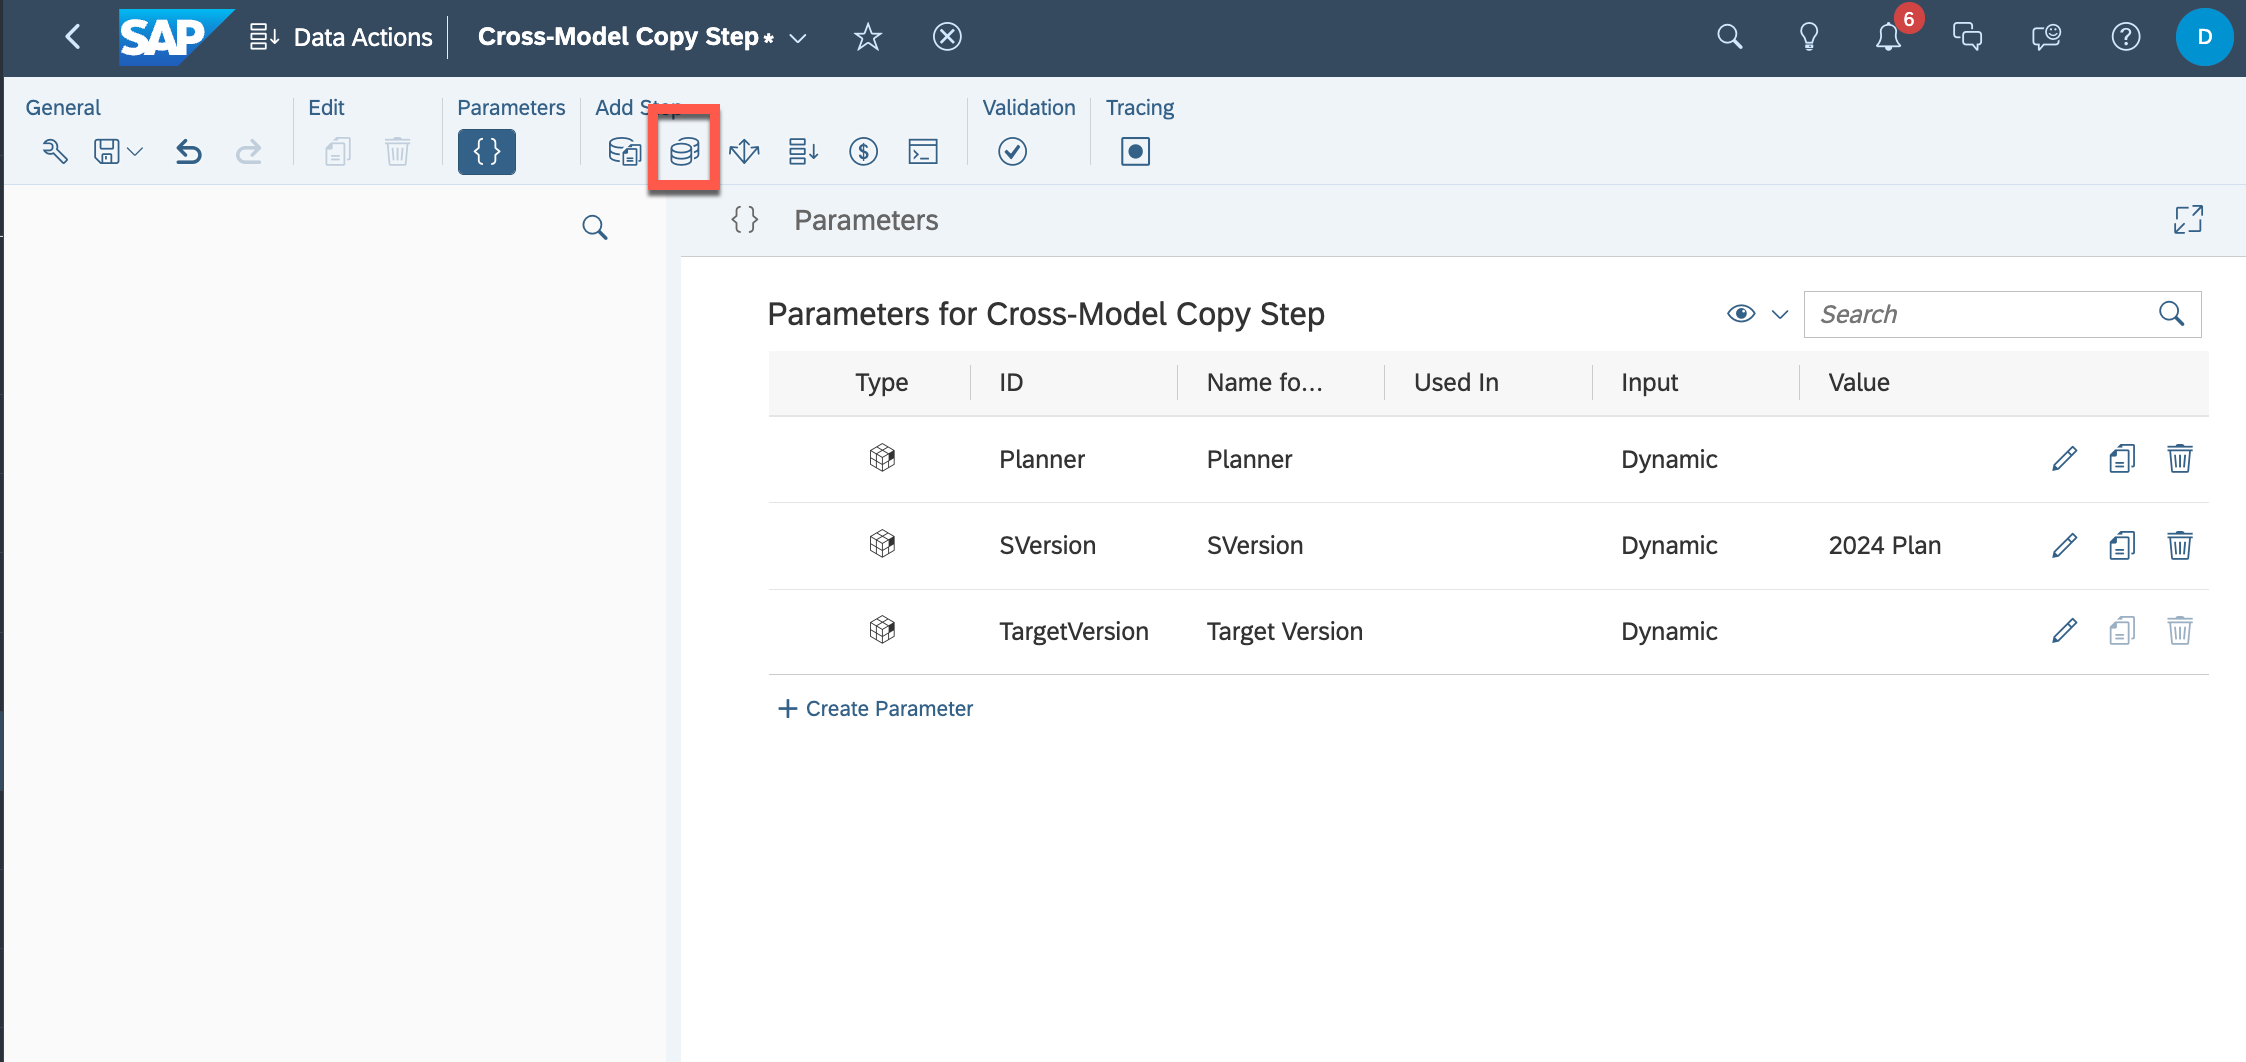 SAP Data Actions Cross-Model Copy Step* 6 D
General Edit Parameters Add Step Validation Tracing
Parameters
Parameters for Cross-Model Copy Step Search
Type ID Name fo... Used In Input Value
Planner Planner Dynamic
SVersion SVersion Dynamic 2024 Plan
TargetVersion Target Version Dynamic
+ Create Parameter